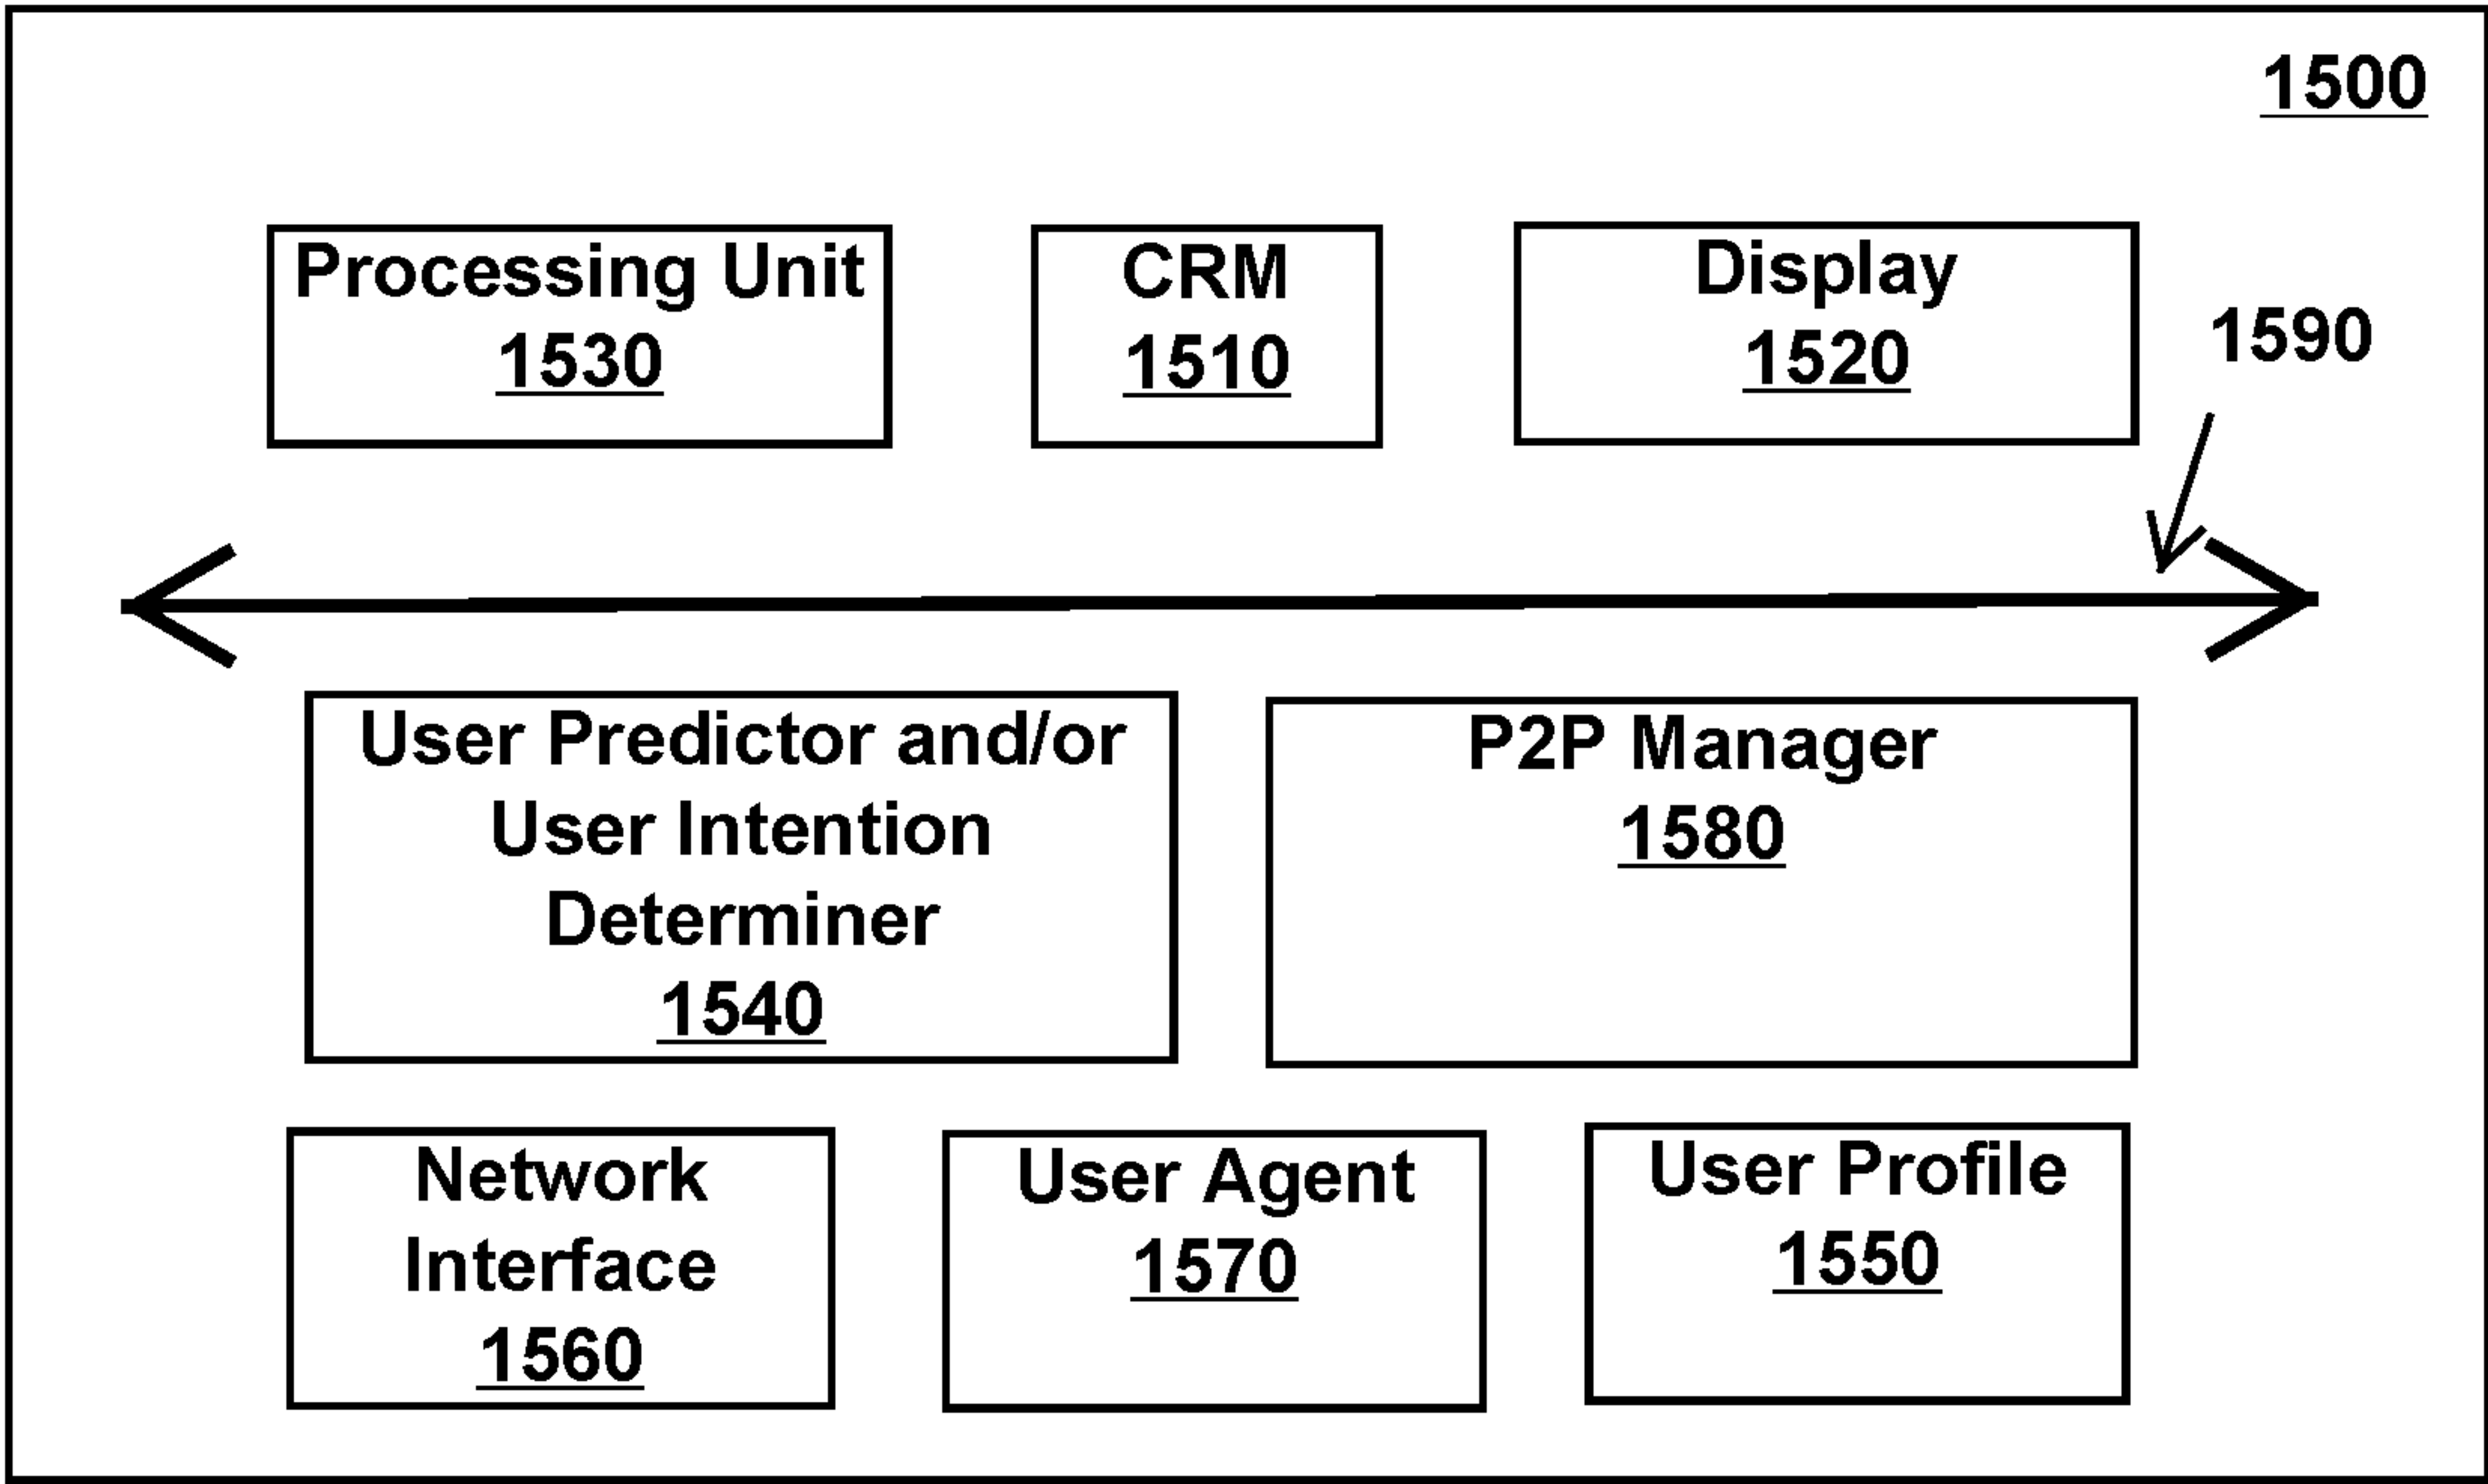 1500
Processing Unit
1530
CRM
1510
Display
1520
1590
User Predictor and/or
User Intention
Determiner
1540
P2P Manager
1580
Network
Interface
1560
User Agent
1570
User Profile
1550